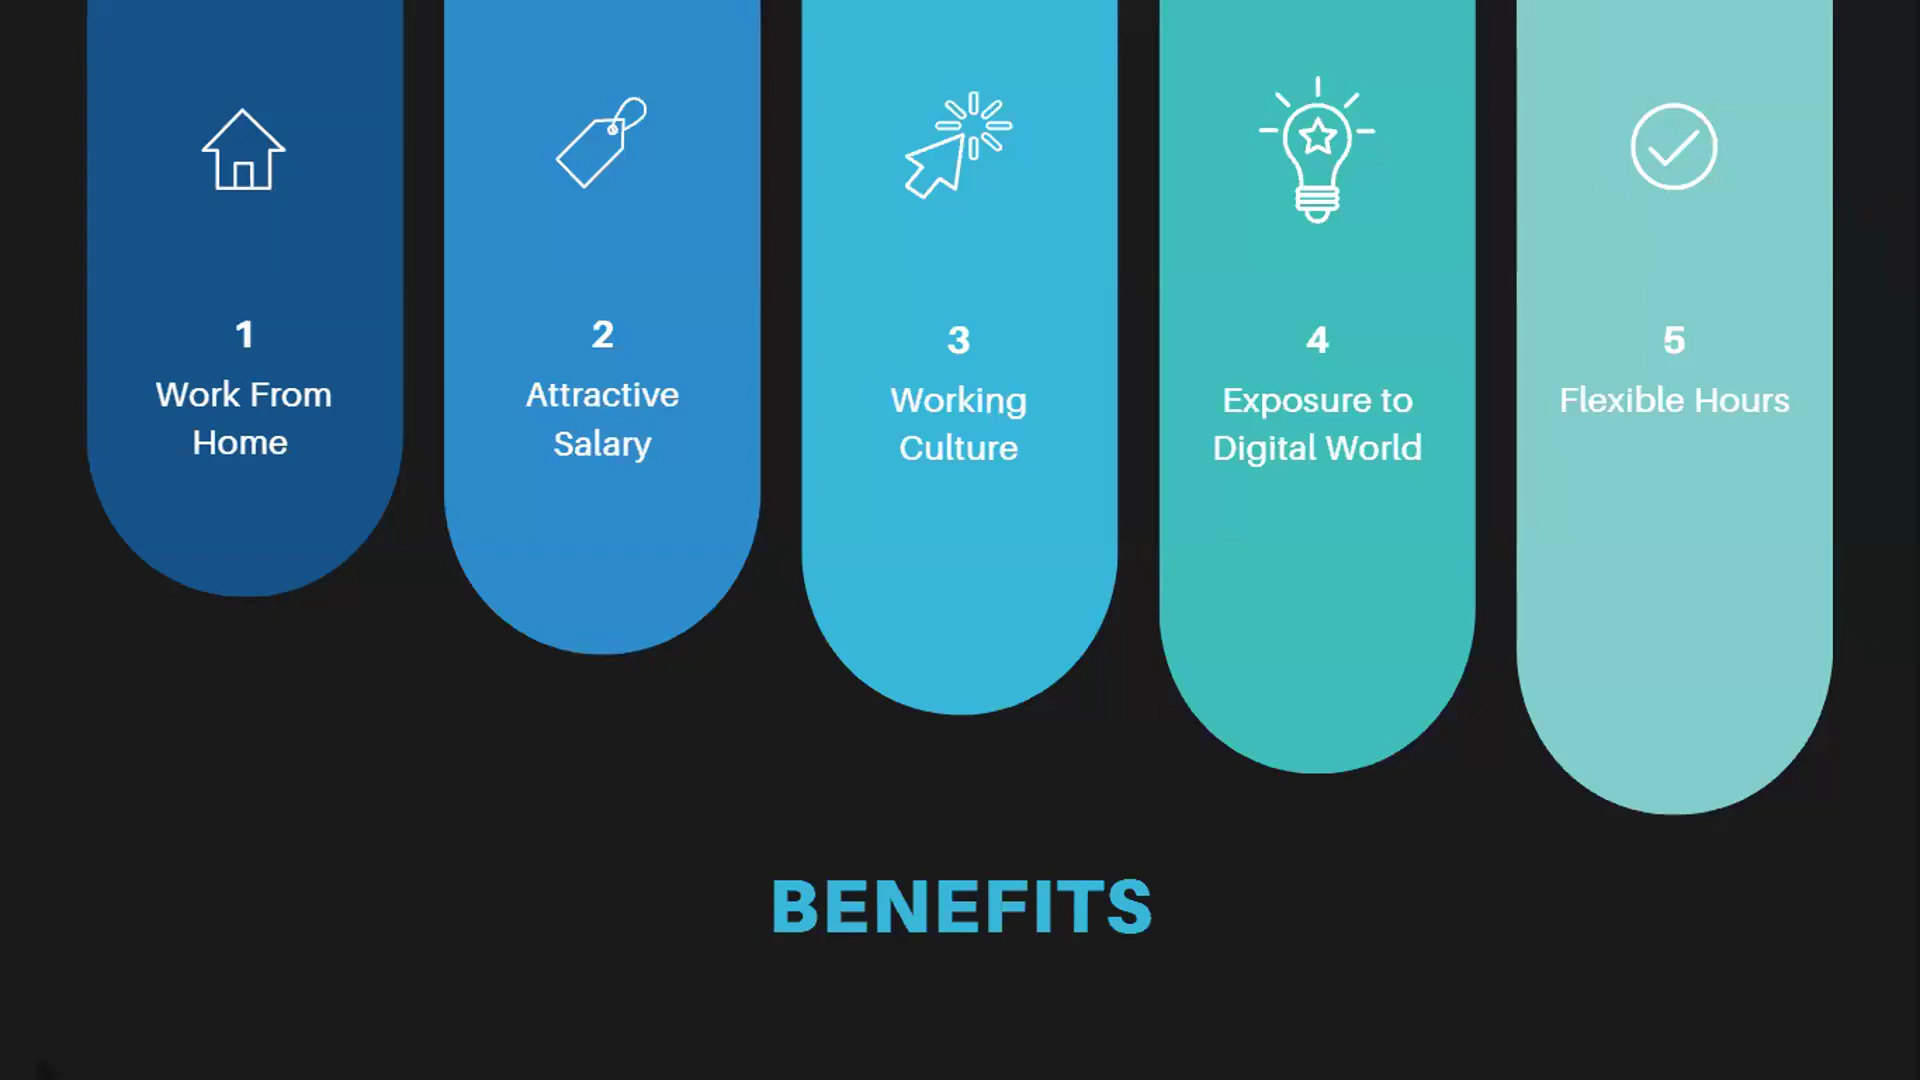 1
Work From
Home
2
Attractive
Salary
3
Working
Culture
4
Exposure to
Digital World
5
Flexible Hours
BENEFITS